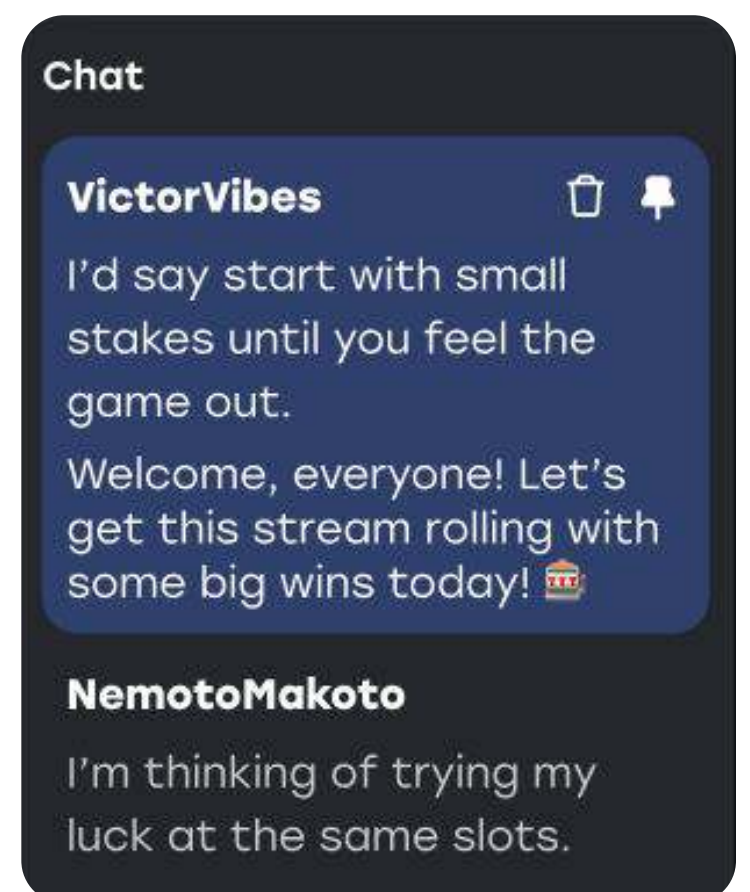 Chat
VictorVibes
I’d say start with small
stakes until you feel the
game out.
Welcome, everyone! Let’s
get this stream rolling with
some big wins today! 🎰
NemotoMakoto
I’m thinking of trying my
luck at the same slots.